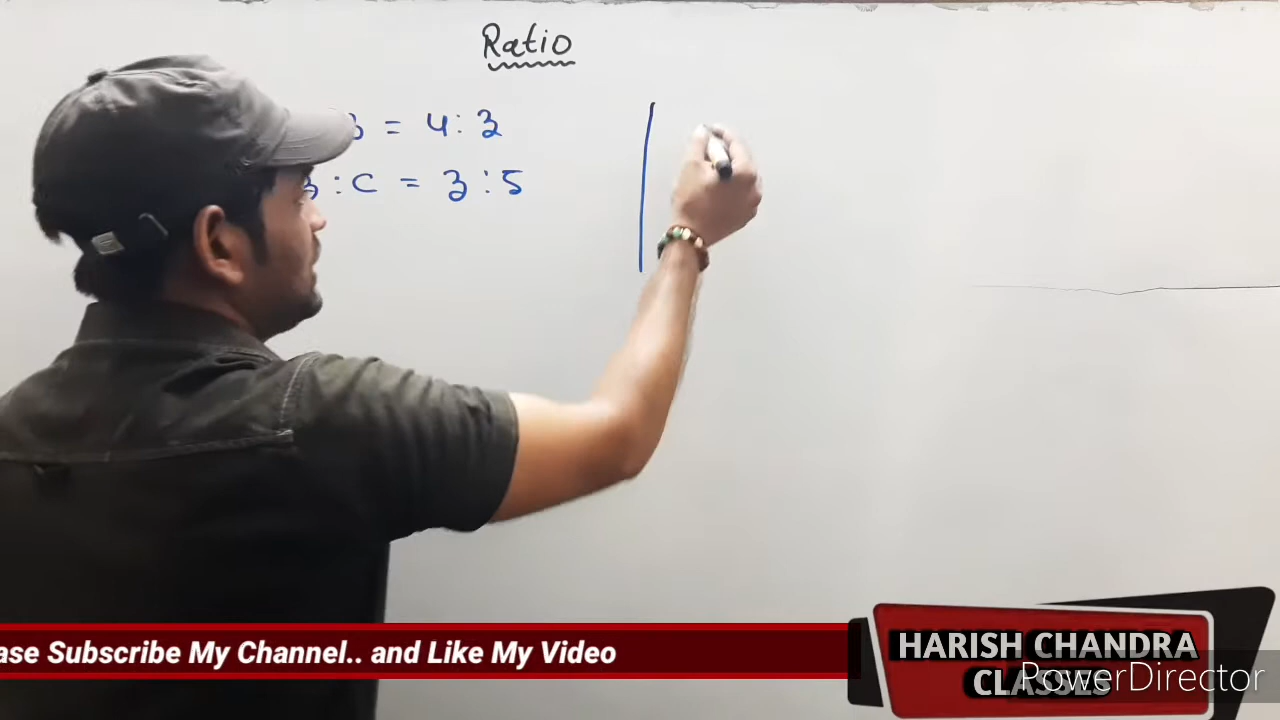 Ratio
B = 4:3
B:C = 3:5
ase Subscribe My Channel.. and Like My Video
HARISH CHANDRA
CLASSES
PowerDirector